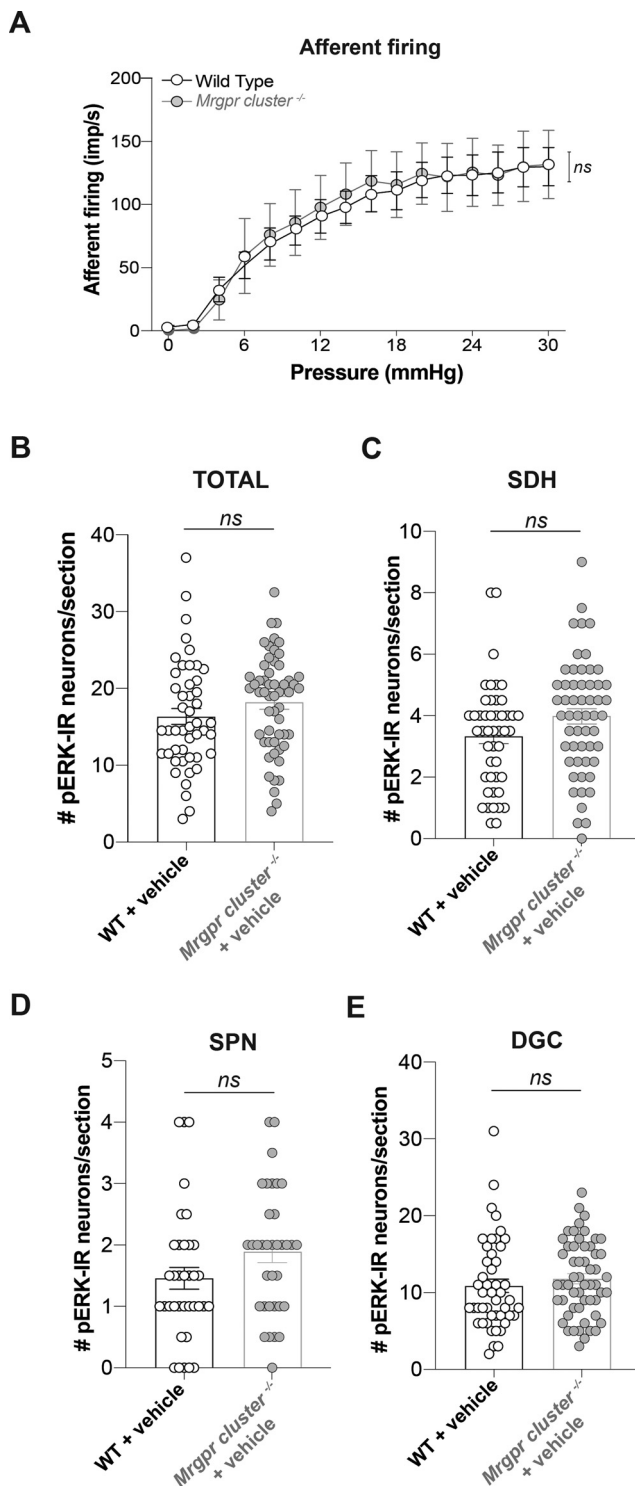 A
Afferent firing
Wild Type
Mrgpr cluster -/-
Afferent firing (imp/s)
200
150
100
50
0
ns
0 6 12 18 24 30
Pressure (mmHg)
B
TOTAL
ns
# pERK-IR neurons/section
40
30
20
10
0
WT + vehicle
Mrgpr cluster -/-
+ vehicle
C
SDH
ns
# pERK-IR neurons/section
10
8
6
4
2
0
WT + vehicle
Mrgpr cluster -/-
+ vehicle
D
SPN
ns
# pERK-IR neurons/section
5
4
3
2
1
0
WT + vehicle
Mrgpr cluster -/-
+ vehicle
E
DGC
ns
# pERK-IR neurons/section
40
30
20
10
0
WT + vehicle
Mrgpr cluster -/-
+ vehicle